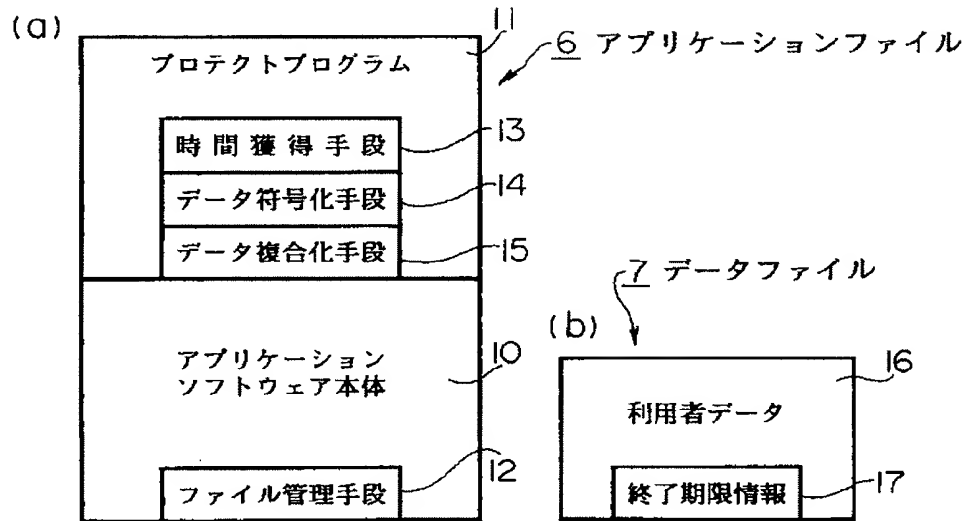 (a)
11
6 アプリケーションファイル
プロテクトプログラム
時間獲得手段
13
データ符号化手段
14
データ複合化手段
15
7 データファイル
(b)
アプリケーション
ソフトウェア本体
10
16
利用者データ
ファイル管理手段
12
終了期限情報
17